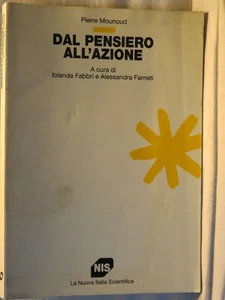 Pierre Mounoud
DAL PENSIERO
ALL'AZIONE
A cura di
Iolanda Fabbri e Alessandra Farneti
NIS
La Nuova Italia Scientifica